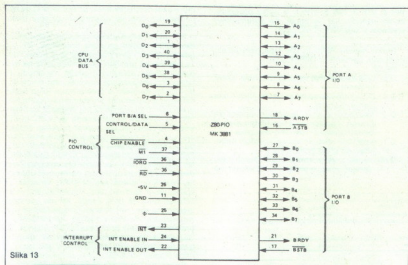 D0 19
D1 20
D2 1
D3 40
D4 39
D5 38
D6 3
D7 2
CPU
DATA
BUS
PORT B/A SEL 6
CONTROL/DATA
SEL 5
CHIP ENABLE 4
M1 37
IORQ 36
RD 35
PIO
CONTROL
+5V 26
GND 11
Φ 25
INT 23
INT ENABLE IN 24
INT ENABLE OUT 22
INTERRUPT
CONTROL
Z80-PIO
MK 3881
15 A0
14 A1
13 A2
12 A3
10 A4
9 A5
8 A6
7 A7
18 ARDY
16 ASTB
PORT A
I/O
27 B0
28 B1
29 B2
30 B3
31 B4
32 B5
33 B6
34 B7
21 BRDY
17 BSTB
PORT B
I/O
Slika 13